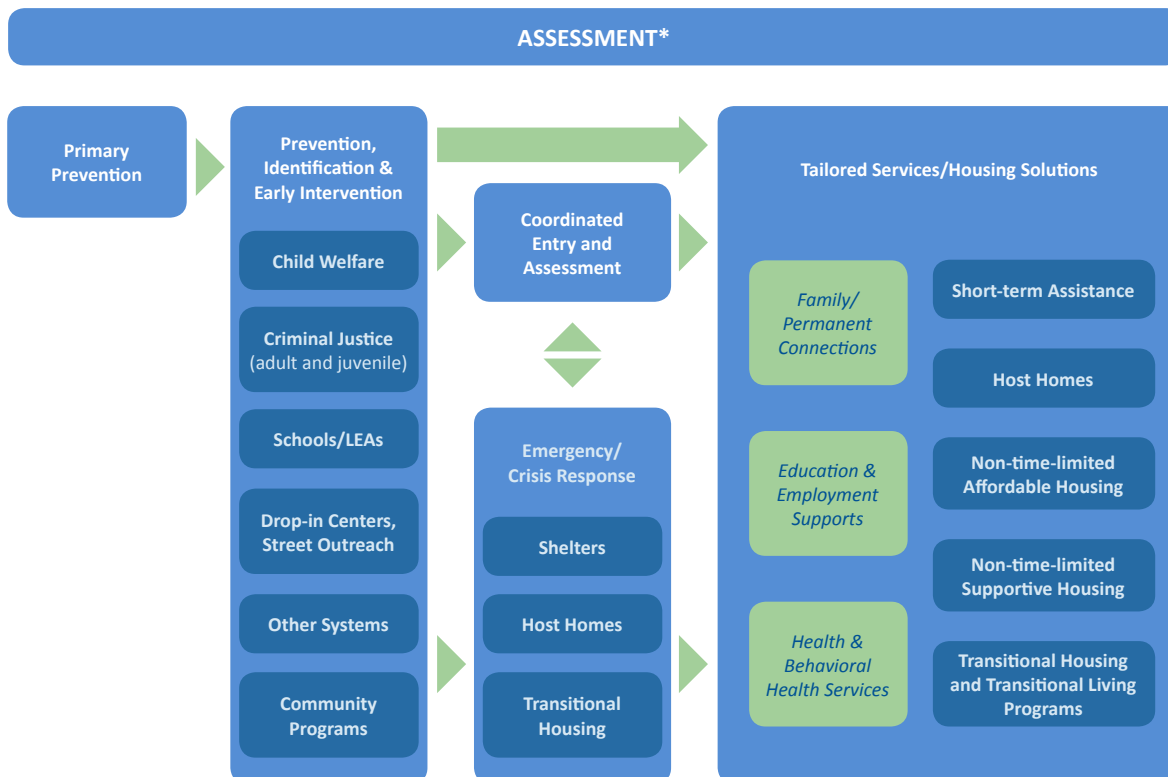 ASSESSMENT*
Primary
Prevention
Prevention,
Identification &
Early Intervention
Child Welfare
Criminal Justice
(adult and juvenile)
Schools/LEAs
Drop-in Centers,
Street Outreach
Other Systems
Community
Programs
Coordinated
Entry and
Assessment
Emergency/
Crisis Response
Shelters
Host Homes
Transitional
Housing
Tailored Services/Housing Solutions
Family/
Permanent
Connections
Education &
Employment
Supports
Health &
Behavioral
Health Services
Short-term Assistance
Host Homes
Non-time-limited
Affordable Housing
Non-time-limited
Supportive Housing
Transitional Housing
and Transitional Living
Programs